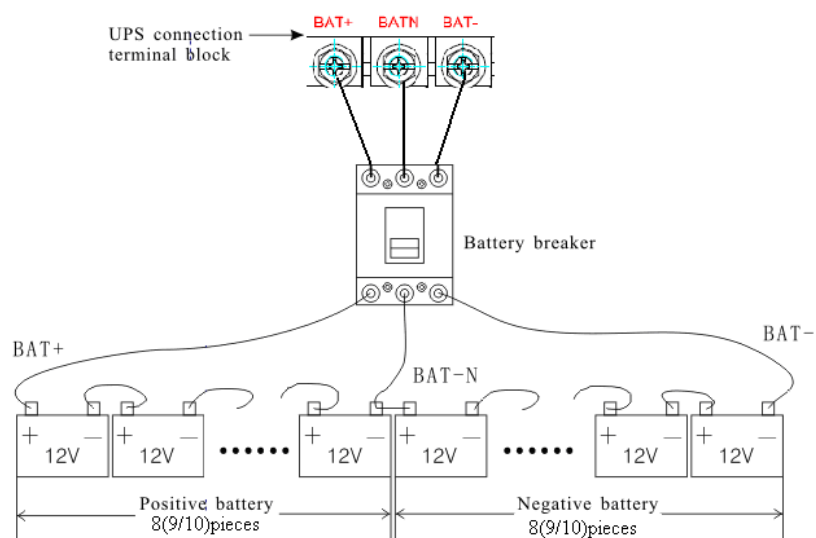 BAT+ BATN BAT-
UPS connection
terminal block
Battery breaker
BAT+
BAT-
BAT-N
+ — + — + — + — + — + —
12V 12V 12V 12V 12V 12V
Positive battery
8(9/10)pieces
Negative battery
8(9/10)pieces